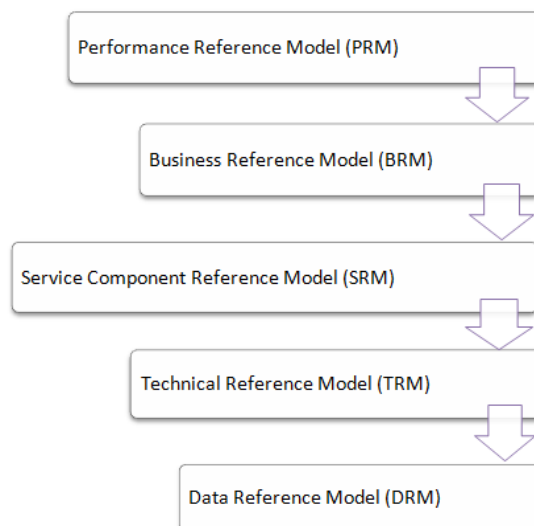 Performance Reference Model (PRM)
Business Reference Model (BRM)
Service Component Reference Model (SRM)
Technical Reference Model (TRM)
Data Reference Model (DRM)